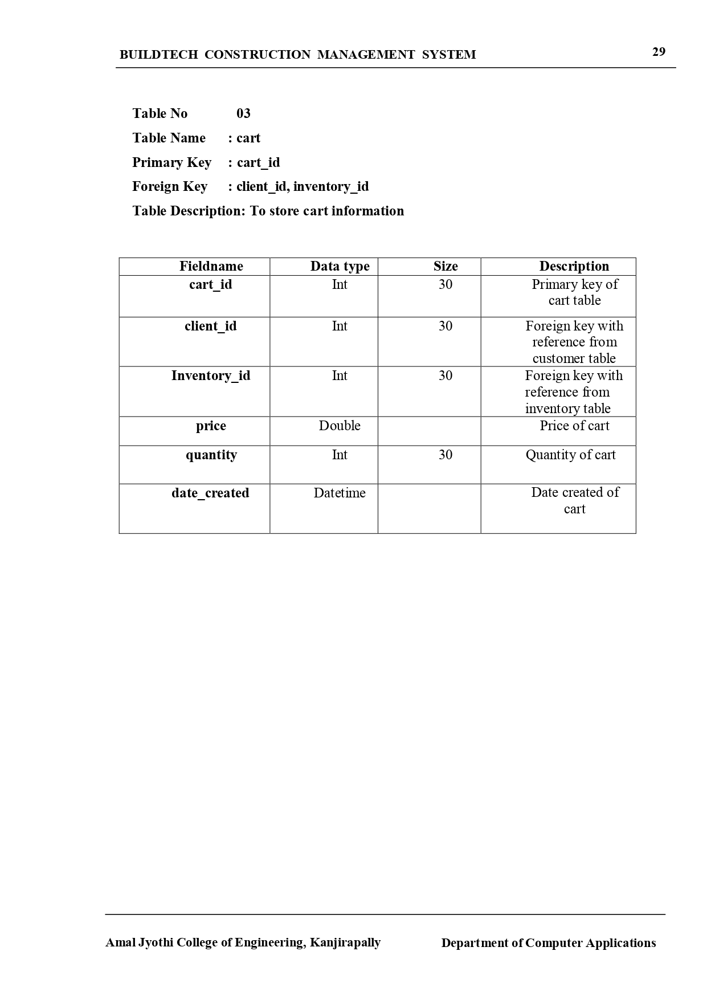 BUILDTECH CONSTRUCTION MANAGEMENT SYSTEM 29
Table No 03
Table Name : cart
Primary Key : cart_id
Foreign Key : client_id, inventory_id
Table Description: To store cart information
Fieldname Data type Size Description
cart_id Int 30 Primary key of
cart table
client_id Int 30 Foreign key with
reference from
customer table
Inventory_id Int 30 Foreign key with
reference from
inventory table
price Double Price of cart
quantity Int 30 Quantity of cart
date_created Datetime Date created of
cart
Amal Jyothi College of Engineering, Kanjirapally Department of Computer Applications